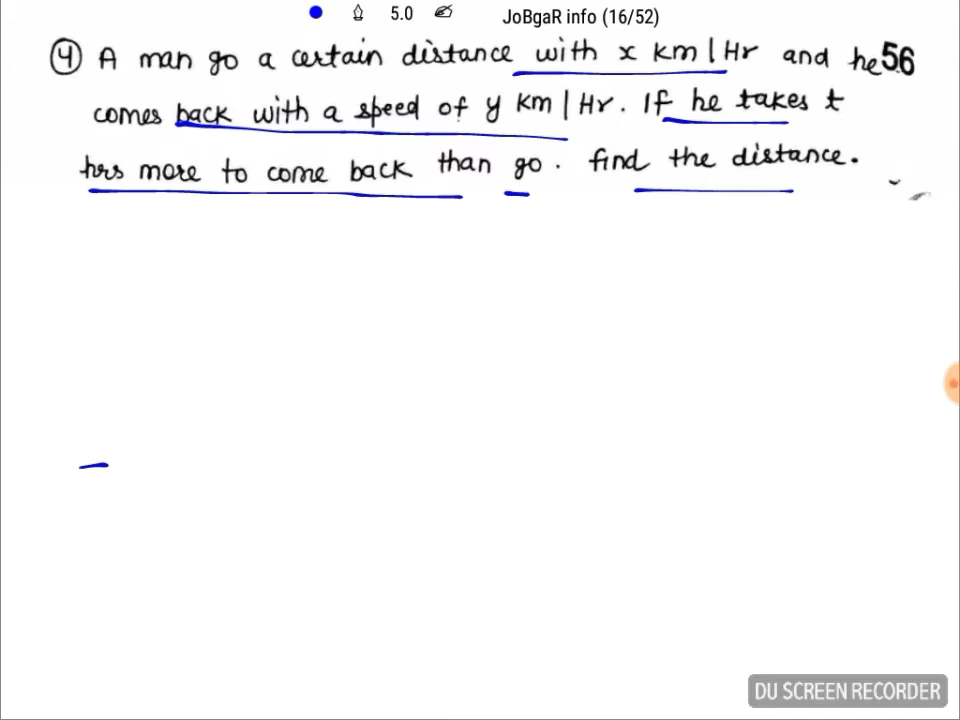 5.0 JoBgaR info (16/52)
④ A man go a certain distance with x km|Hr and he 56
comes back with a speed of y km|Hr. If he takes t
hrs more to come back than go. find the distance.
DU SCREEN RECORDER